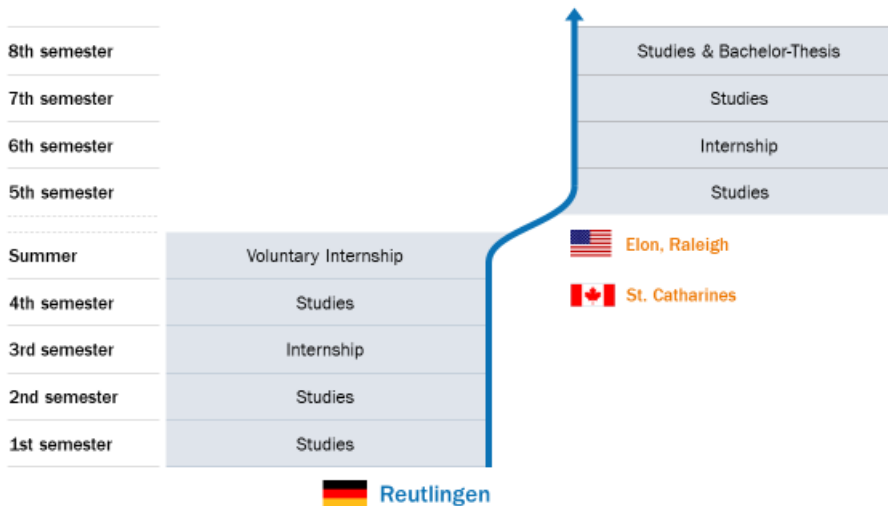 8th semester Studies & Bachelor-Thesis
7th semester Studies
6th semester Internship
5th semester Studies
Elon, Raleigh
Summer Voluntary Internship
St. Catharines
4th semester Studies
3rd semester Internship
2nd semester Studies
1st semester Studies
Reutlingen